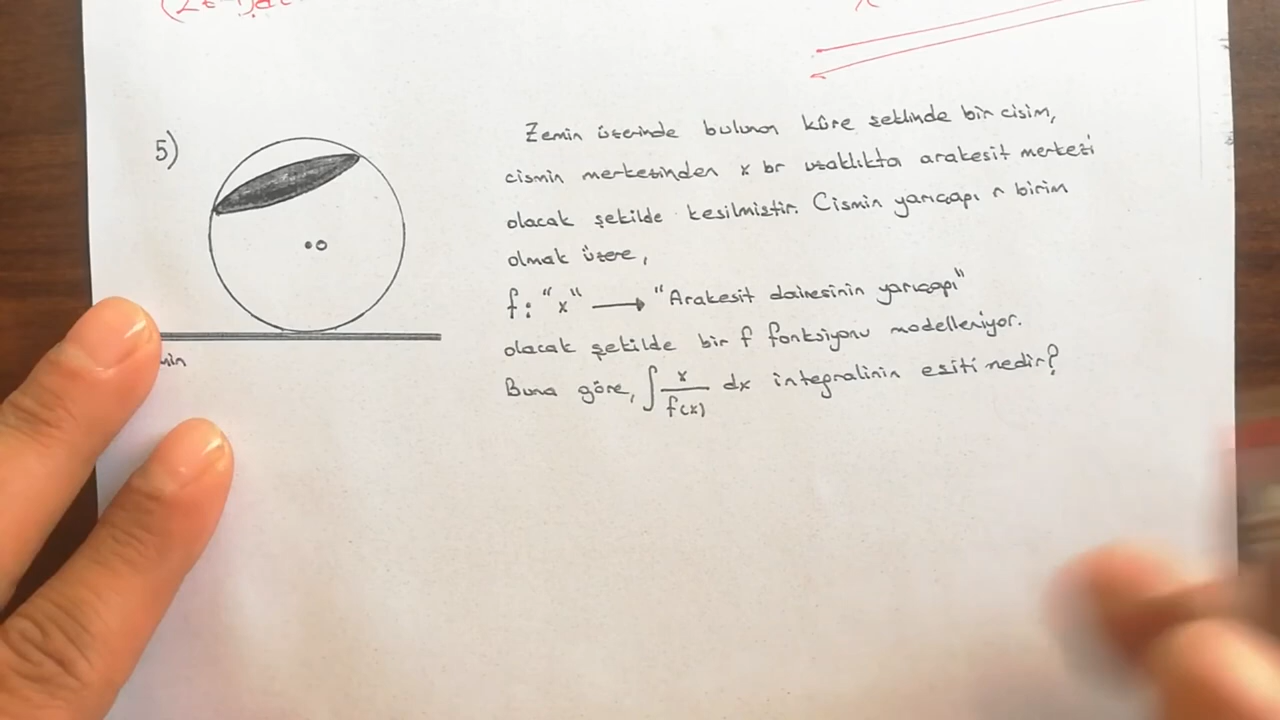 5)
Zemin üzerinde bulunan küre şeklinde bir cisim,
cismin merkezinden x br uzaklıkta arakesit merkezi
olacak şekilde kesilmiştir. Cismin yarıçapı r birim
olmak üzere,
f: "x" ⟶ "Arakesit dairesinin yarıçapı"
olacak şekilde bir f fonksiyonu modelleniyor.
Buna göre, ∫ x/f(x) dx integralinin eşiti nedir?
O